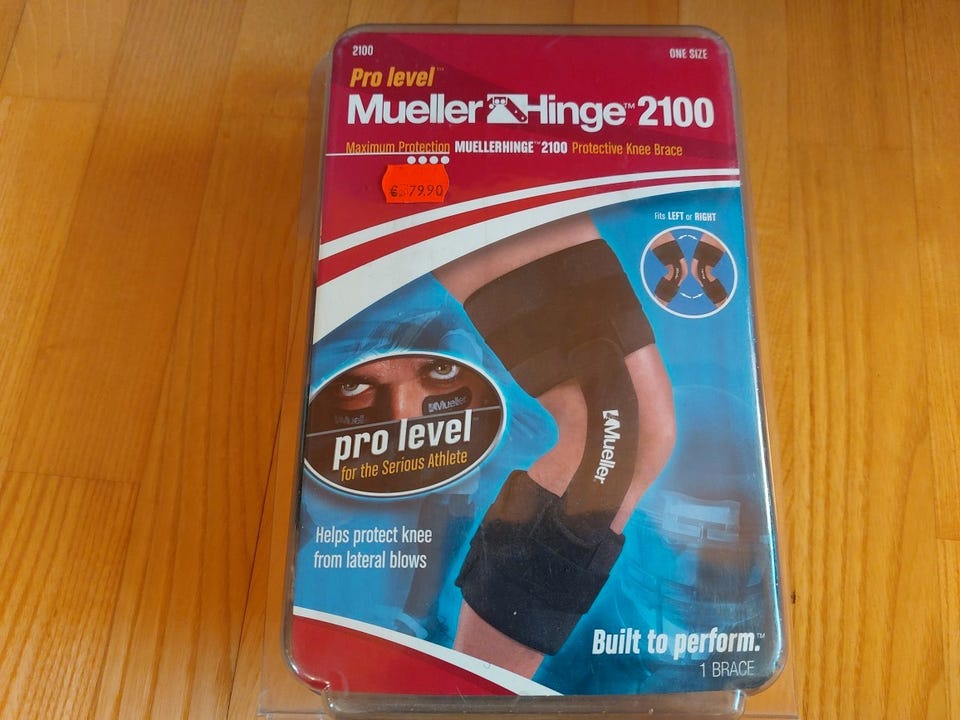 2100
ONE SIZE
Pro level™
Mueller Hinge™ 2100
Maximum Protection MUELLERHINGE™ 2100 Protective Knee Brace
79.90
Fits LEFT or RIGHT
Mueller
Mueller
pro level
for the Serious Athlete
Helps protect knee
from lateral blows
Built to perform.™
1 BRACE